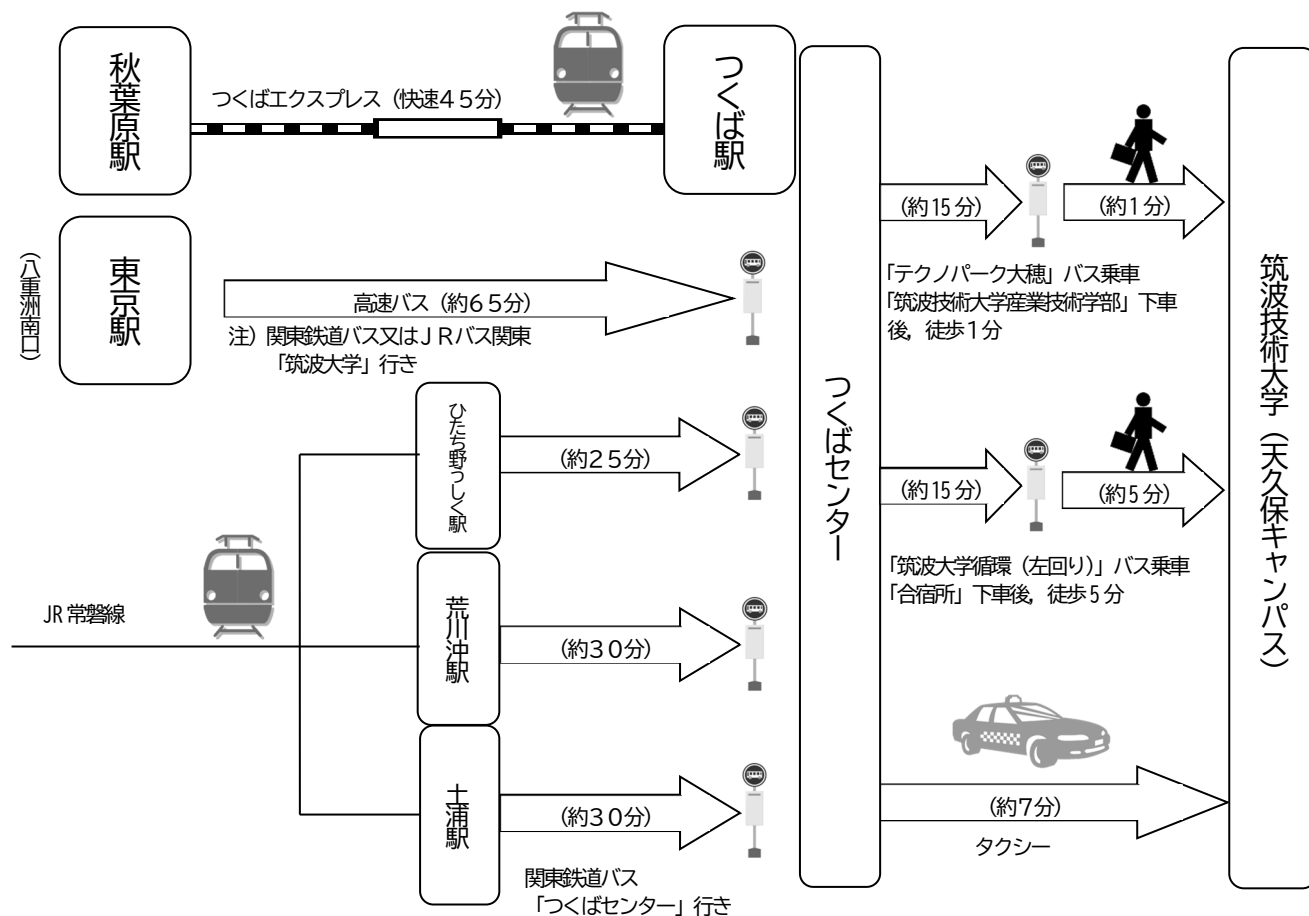 秋葉原駅
つくばエクスプレス（快速４５分）
つくば駅
（八重洲南口）
東京駅
高速バス（約６５分）
注）関東鉄道バス又はＪＲバス関東
「筑波大学」行き
JR 常磐線
ひたち野うしく駅
（約２５分）
荒川沖駅
（約３０分）
土浦駅
（約３０分）
関東鉄道バス
「つくばセンター」行き
つくばセンター
（約 15 分）
（約１分）
「テクノパーク大穂」バス乗車
「筑波技術大学産業技術学部」下車
後，徒歩１分
（約 15 分）
（約５分）
「筑波大学循環（左回り）」バス乗車
「合宿所」下車後，徒歩５分
（約７分）
タクシー
筑波技術大学（天久保キャンパス）